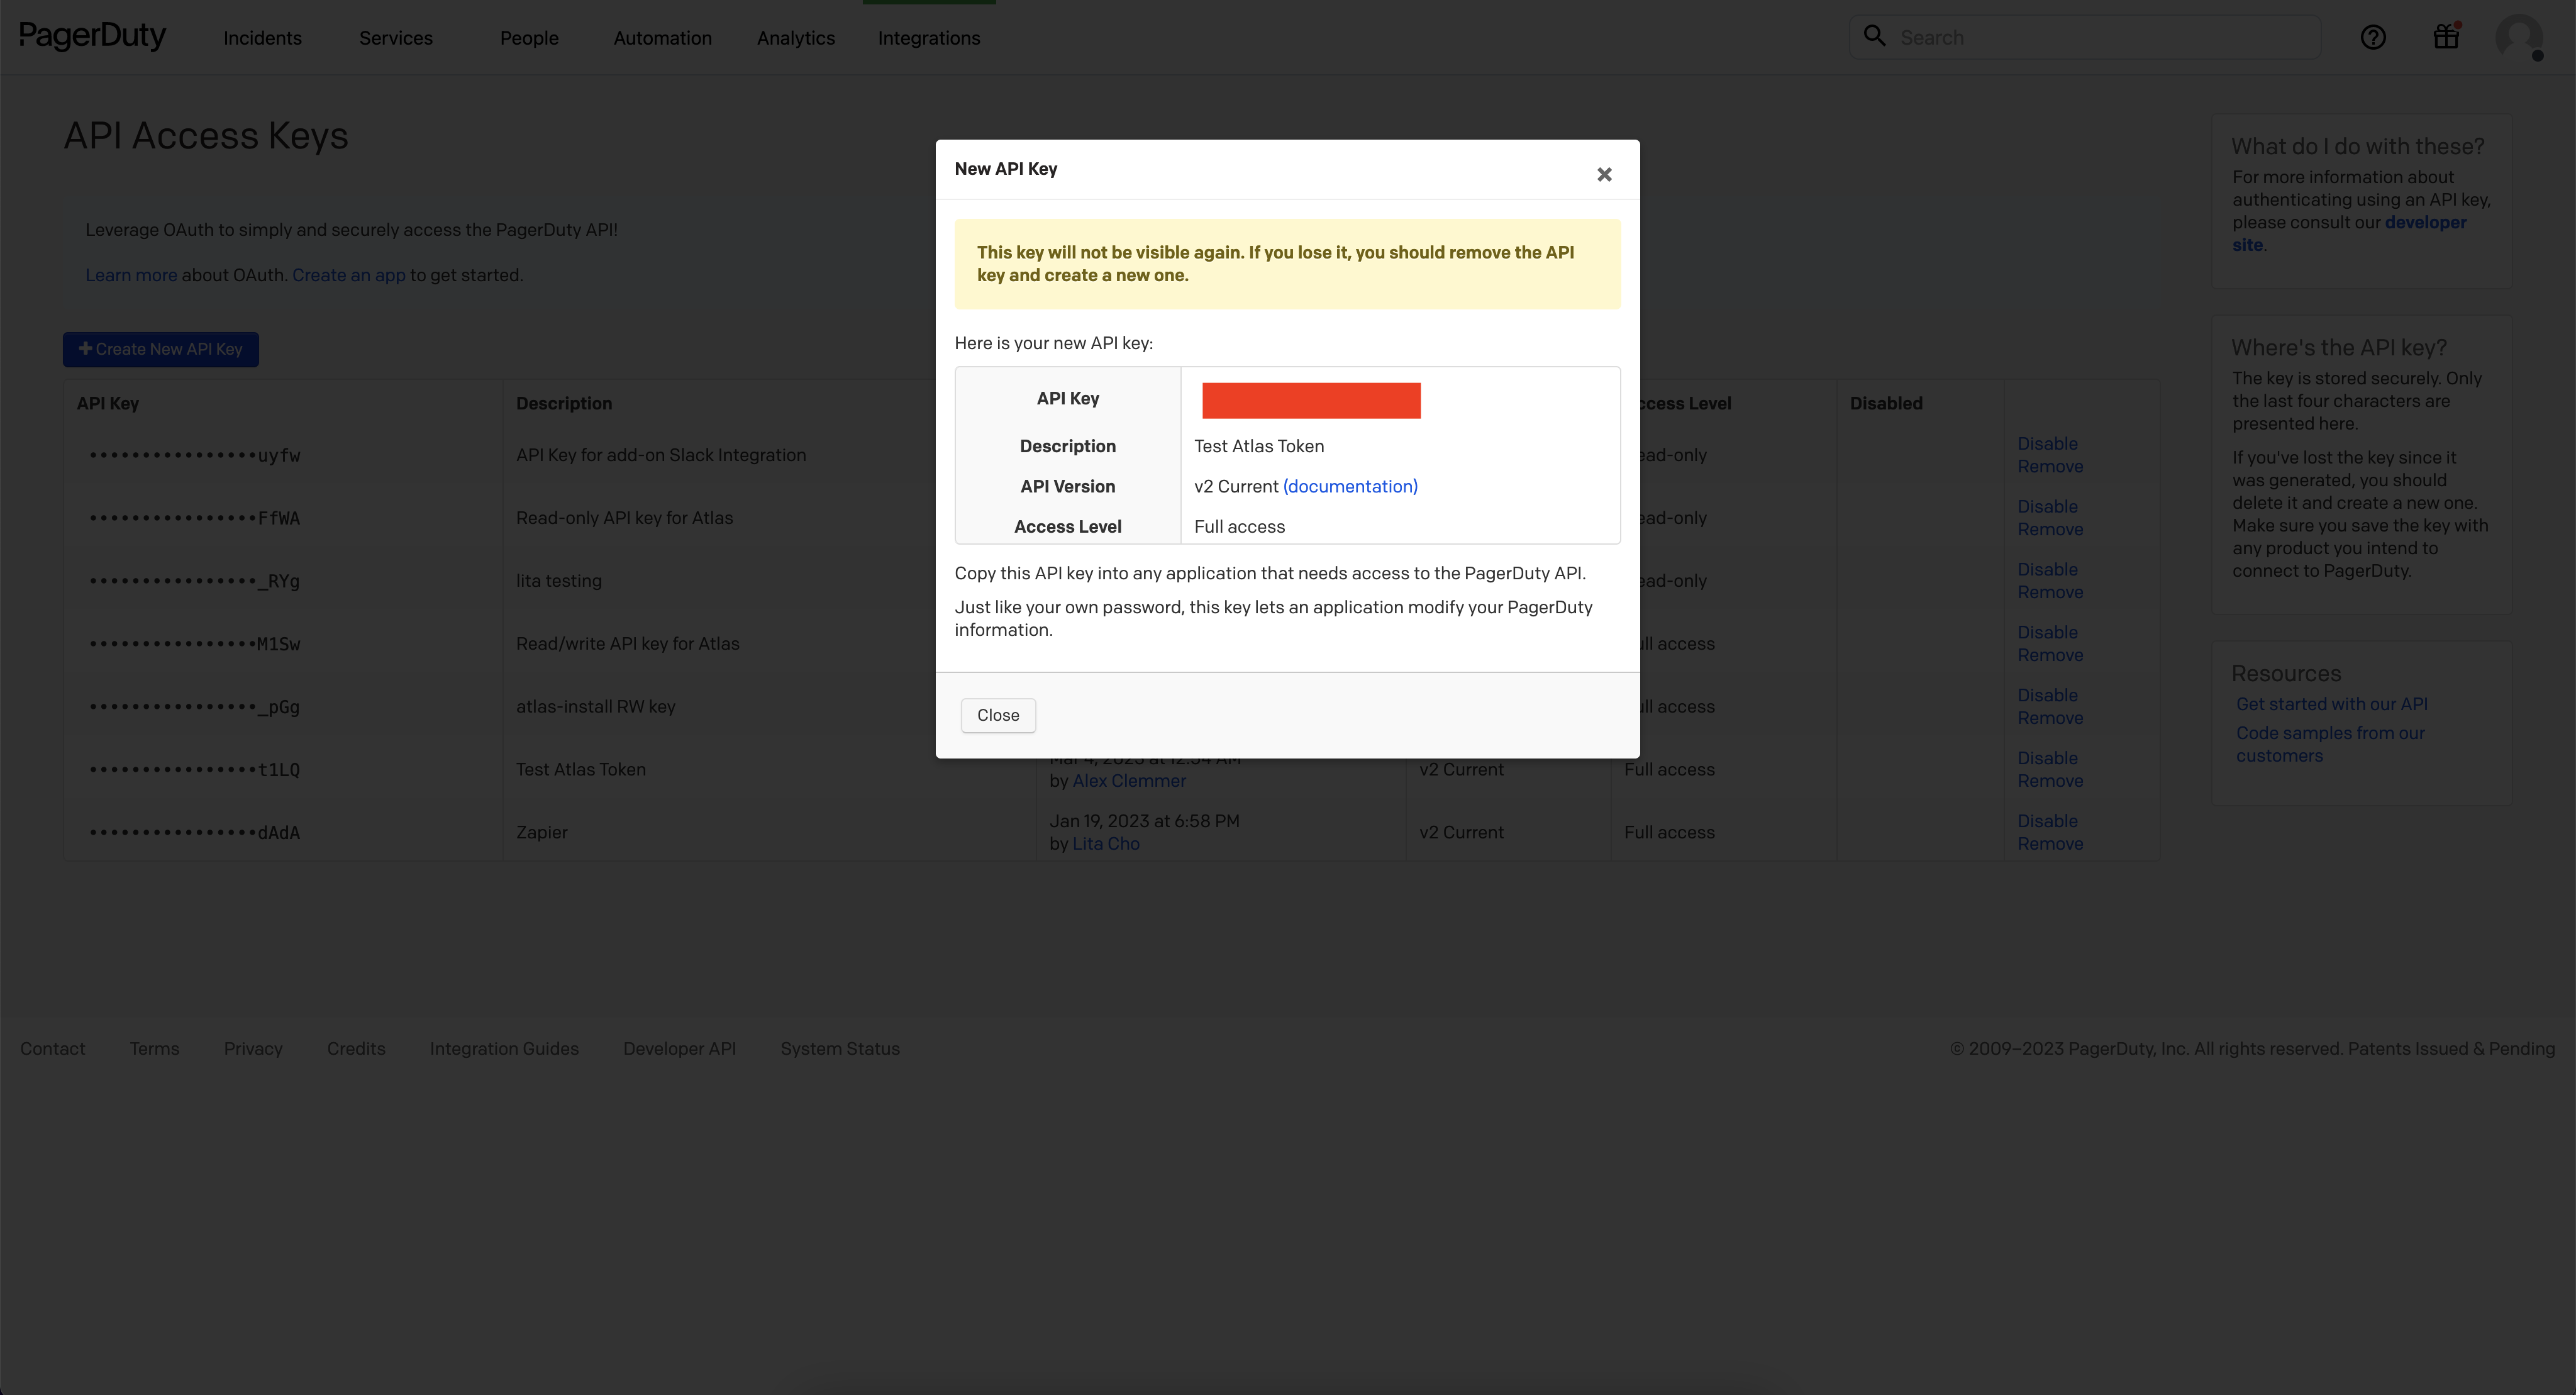 PagerDuty
Incidents
Services
People
Automation
Analytics
Integrations
Search
API Access Keys
Leverage OAuth to simply and securely access the PagerDuty API!
Learn more about OAuth. Create an app to get started.
Create New API Key
API Key
Description
ccess Level
Disabled
••••••••••••••••uyfw
API Key for add-on Slack Integration
ead-only
Disable
Remove
••••••••••••••••FfWA
Read-only API key for Atlas
ead-only
Disable
Remove
••••••••••••••••_RYg
lita testing
ead-only
Disable
Remove
••••••••••••••••M1Sw
Read/write API key for Atlas
ull access
Disable
Remove
••••••••••••••••_pGg
atlas-install RW key
ull access
Disable
Remove
••••••••••••••••t1LQ
Test Atlas Token
by Alex Clemmer
v2 Current
Full access
Disable
Remove
••••••••••••••••dAdA
Zapier
Jan 19, 2023 at 6:58 PM
by Lita Cho
v2 Current
Full access
Disable
Remove
New API Key
This key will not be visible again. If you lose it, you should remove the API
key and create a new one.
Here is your new API key:
API Key
Description
Test Atlas Token
API Version
v2 Current (documentation)
Access Level
Full access
Copy this API key into any application that needs access to the PagerDuty API.
Just like your own password, this key lets an application modify your PagerDuty
information.
Close
What do I do with these?
For more information about
authenticating using an API key,
please consult our developer
site.
Where's the API key?
The key is stored securely. Only
the last four characters are
presented here.
If you've lost the key since it
was generated, you should
delete it and create a new one.
Make sure you save the key with
any product you intend to
connect to PagerDuty.
Resources
Get started with our API
Code samples from our
customers
Contact
Terms
Privacy
Credits
Integration Guides
Developer API
System Status
© 2009–2023 PagerDuty, Inc. All rights reserved. Patents Issued & Pending